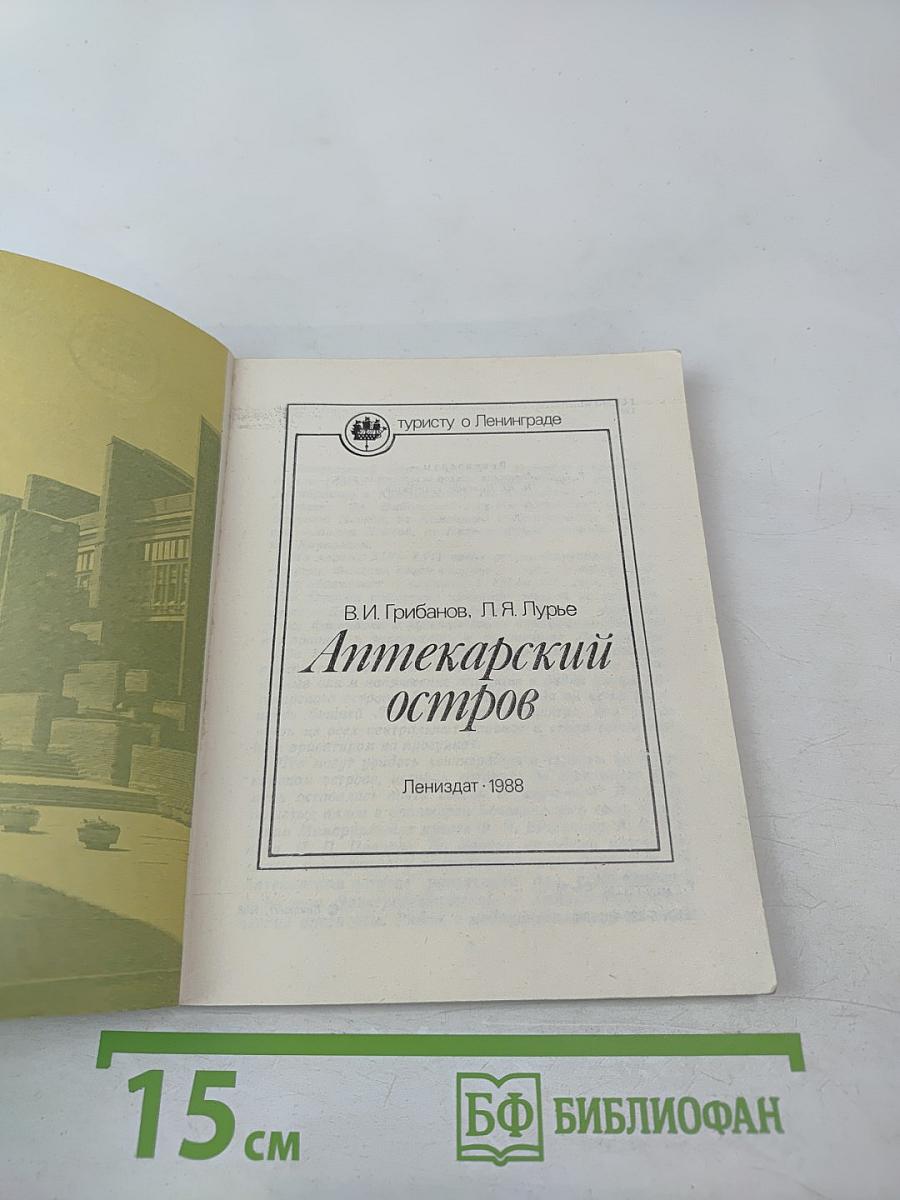 туристу о Ленинграде
В.И. Грибанов, Л.Я. Лурье
Аптекарский
остров
Лениздат · 1988
15 см
БФ БИБЛИОФАН